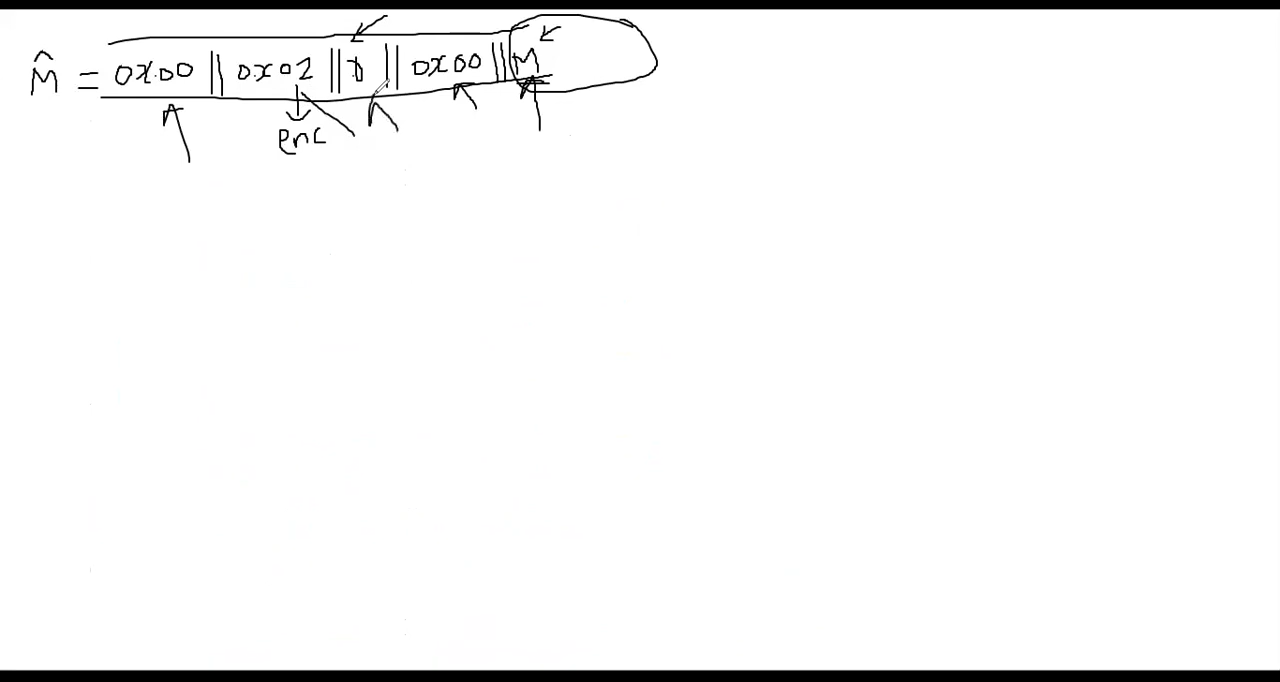 M̂ = 0x00 || 0x02 || r || 0x00 || M
enc